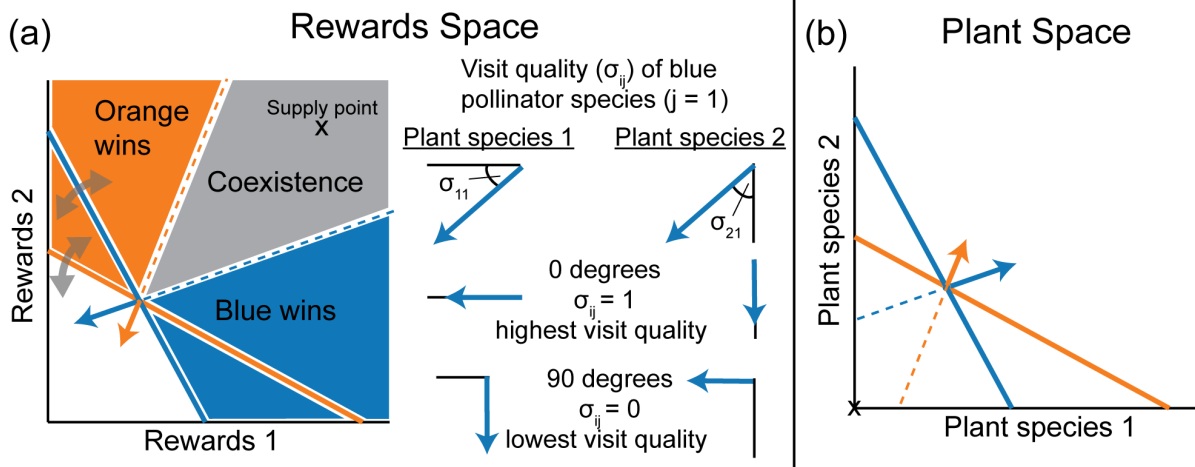 (a)
Rewards Space
Orange
wins
Supply point
x
Coexistence
Blue wins
Rewards 2
Rewards 1
Visit quality (σij) of blue
pollinator species (j = 1)
Plant species 1
Plant species 2
σ11
σ21
0 degrees
σij = 1
highest visit quality
90 degrees
σij = 0
lowest visit quality
(b)
Plant Space
Plant species 2
x
Plant species 1